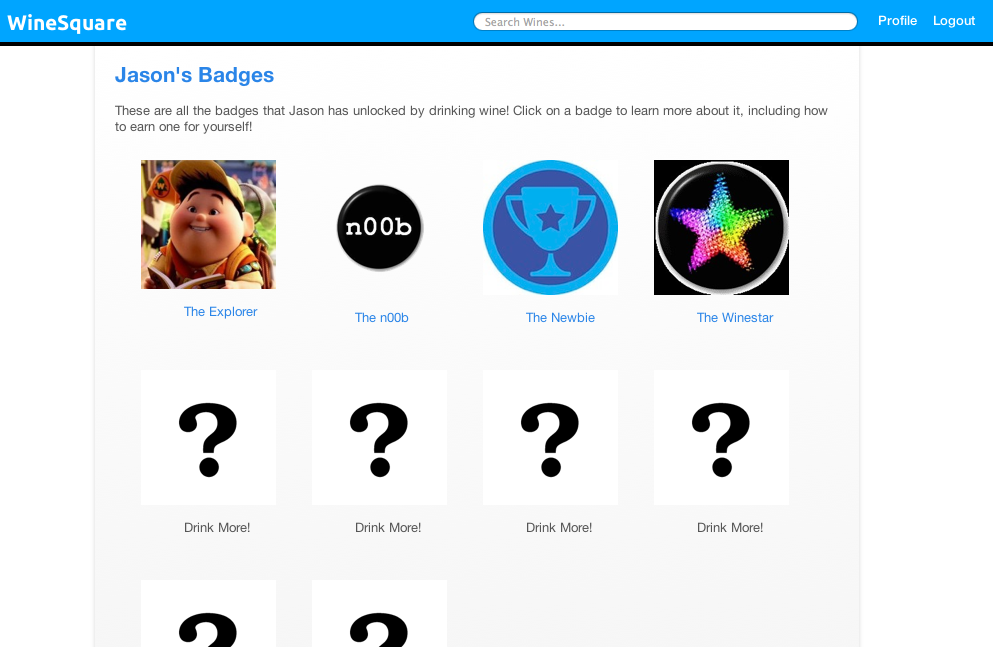 WineSquare
Search Wines...
Profile
Logout
Jason's Badges
These are all the badges that Jason has unlocked by drinking wine! Click on a badge to learn more about it, including how
to earn one for yourself!
n00b
The Explorer
The n00b
The Newbie
The Winestar
? ? ? ?
Drink More!
Drink More!
Drink More!
Drink More!
? ?